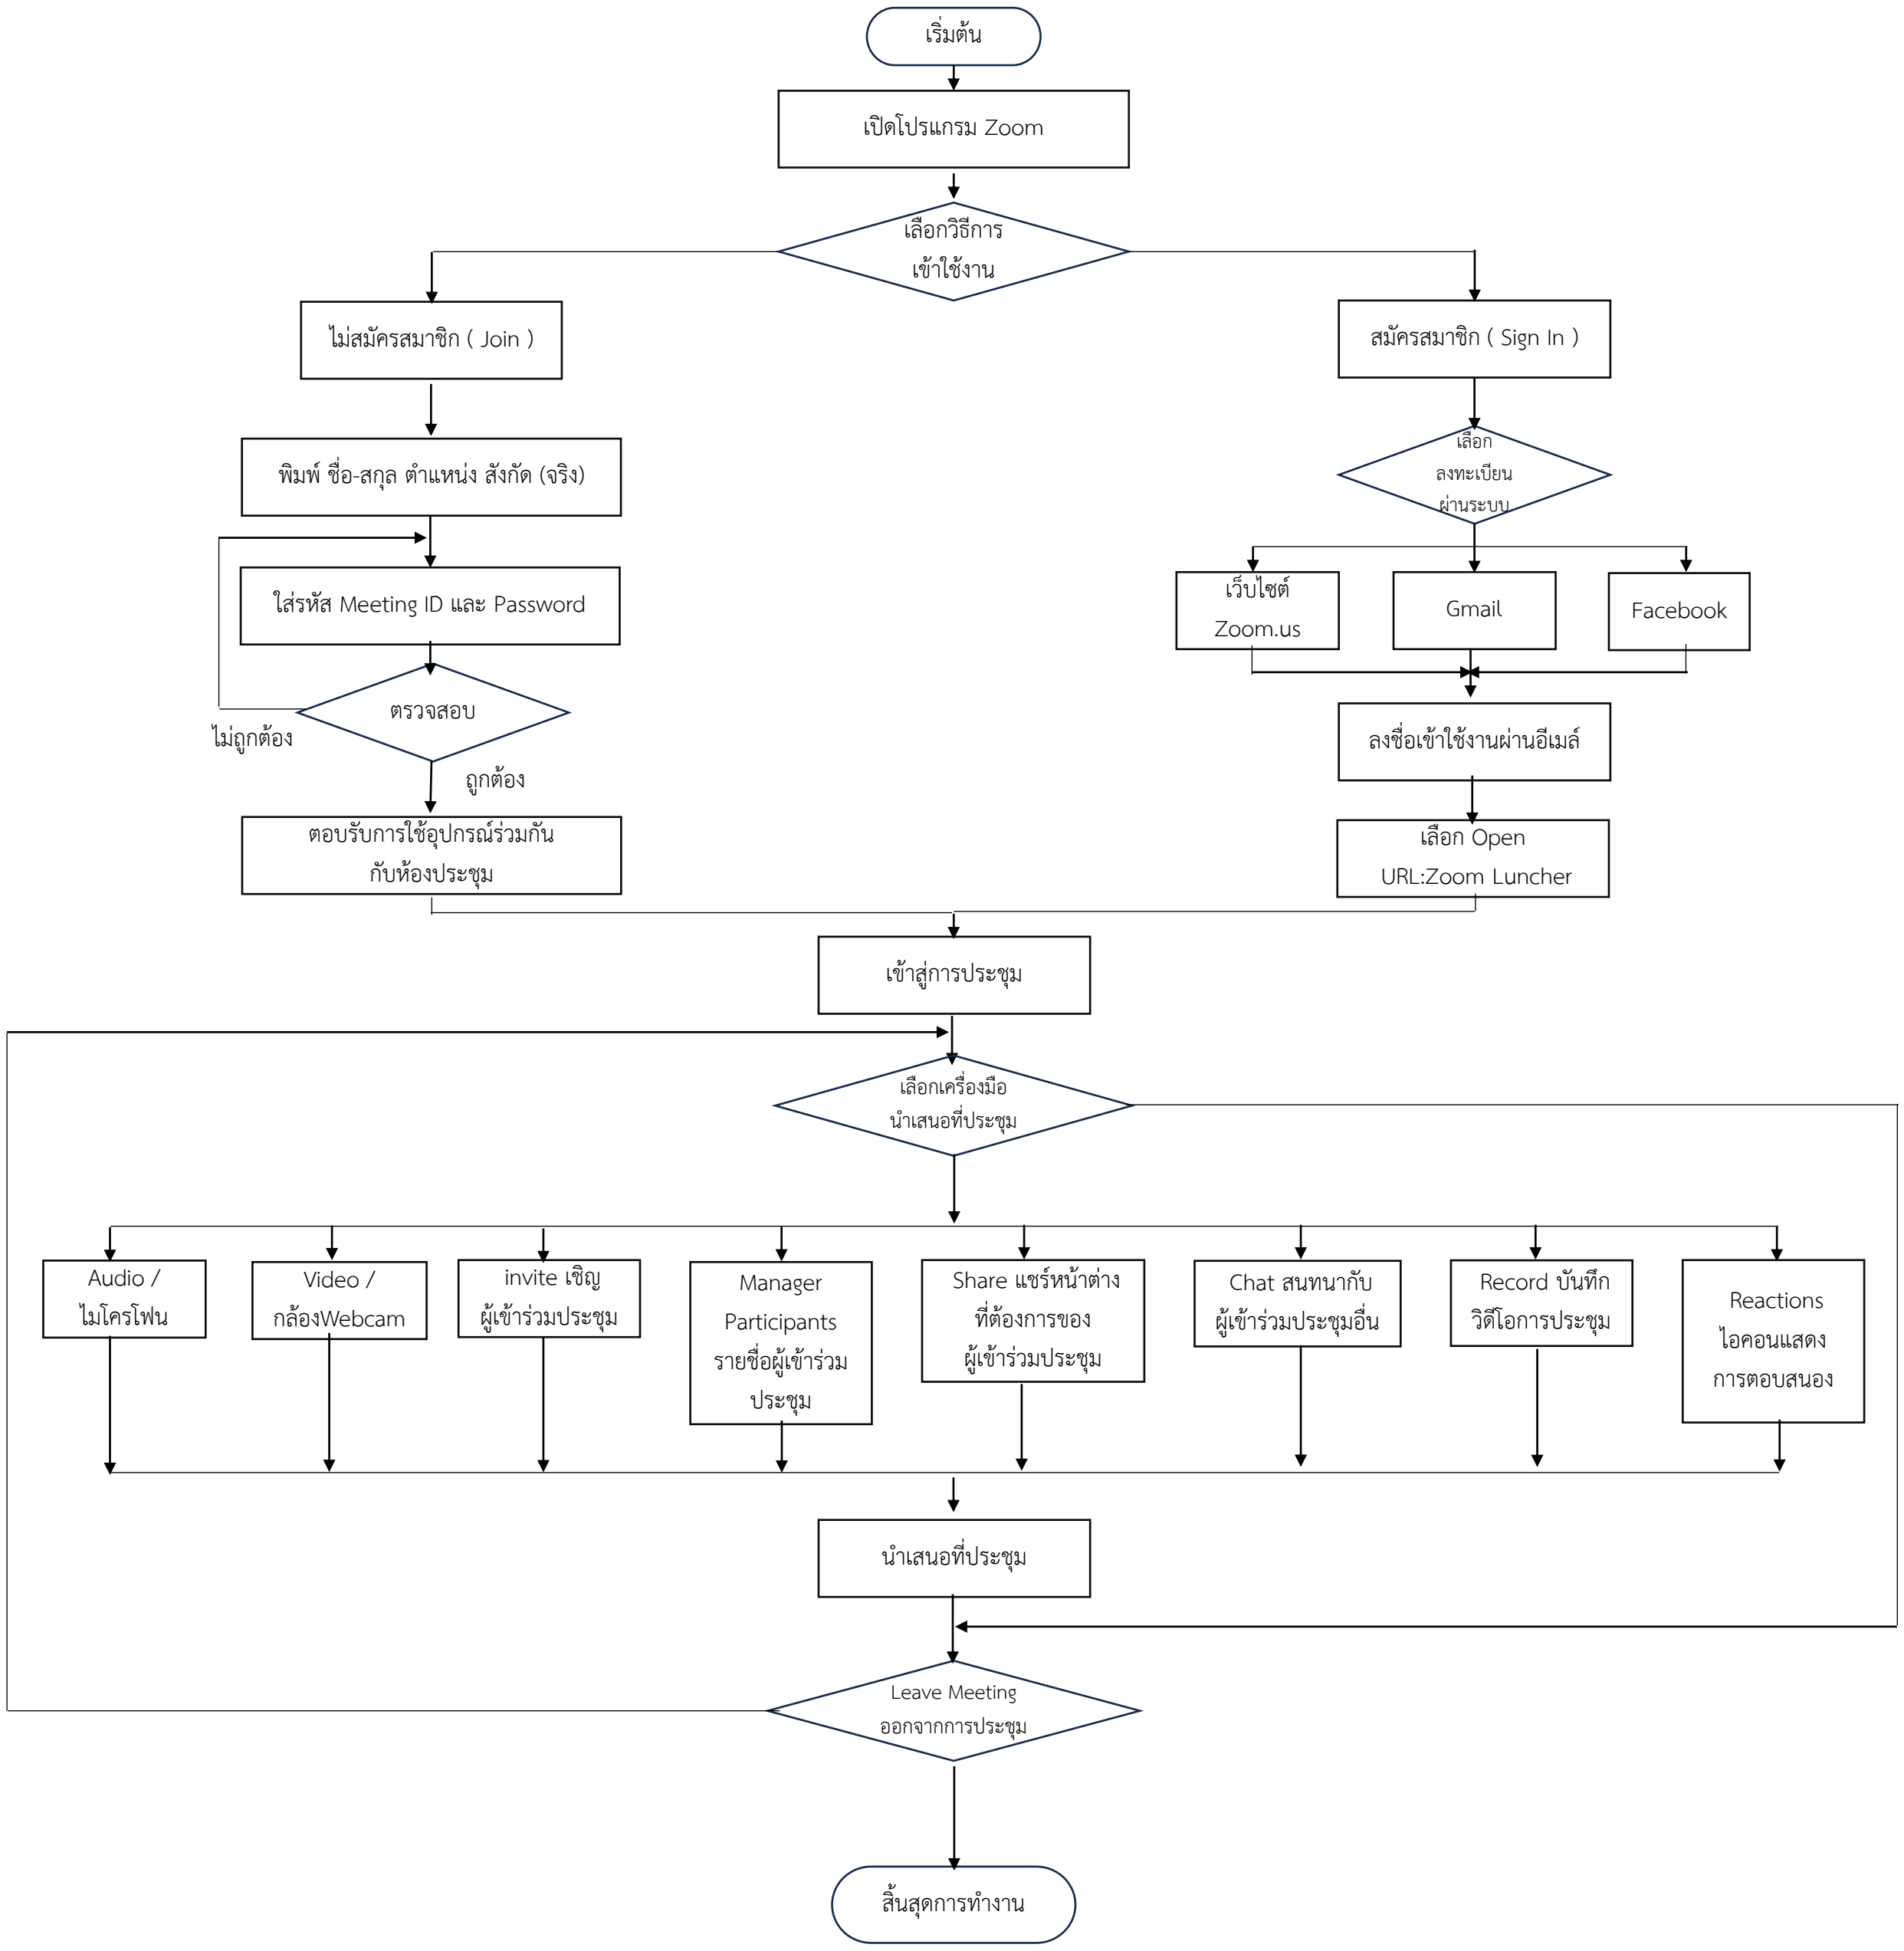 เริ่มต้น
เปิดโปรแกรม Zoom
เลือกวิธีการ
เข้าใช้งาน
ไม่สมัครสมาชิก ( Join )
สมัครสมาชิก ( Sign In )
พิมพ์ ชื่อ-สกุล ตำแหน่ง สังกัด (จริง)
เลือก
ลงทะเบียน
ผ่านระบบ
ใส่รหัส Meeting ID และ Password
เว็บไซต์
Zoom.us
Gmail
Facebook
ตรวจสอบ
ไม่ถูกต้อง
ถูกต้อง
ลงชื่อเข้าใช้งานผ่านอีเมล์
ตอบรับการใช้อุปกรณ์ร่วมกัน
กับห้องประชุม
เลือก Open
URL:Zoom Luncher
เข้าสู่การประชุม
เลือกเครื่องมือ
นำเสนอที่ประชุม
Audio /
ไมโครโฟน
Video /
กล้องWebcam
invite เชิญ
ผู้เข้าร่วมประชุม
Manager
Participants
รายชื่อผู้เข้าร่วม
ประชุม
Share แชร์หน้าต่าง
ที่ต้องการของ
ผู้เข้าร่วมประชุม
Chat สนทนากับ
ผู้เข้าร่วมประชุมอื่น
Record บันทึก
วิดีโอการประชุม
Reactions
ไอคอนแสดง
การตอบสนอง
นำเสนอที่ประชุม
Leave Meeting
ออกจากการประชุม
สิ้นสุดการทำงาน